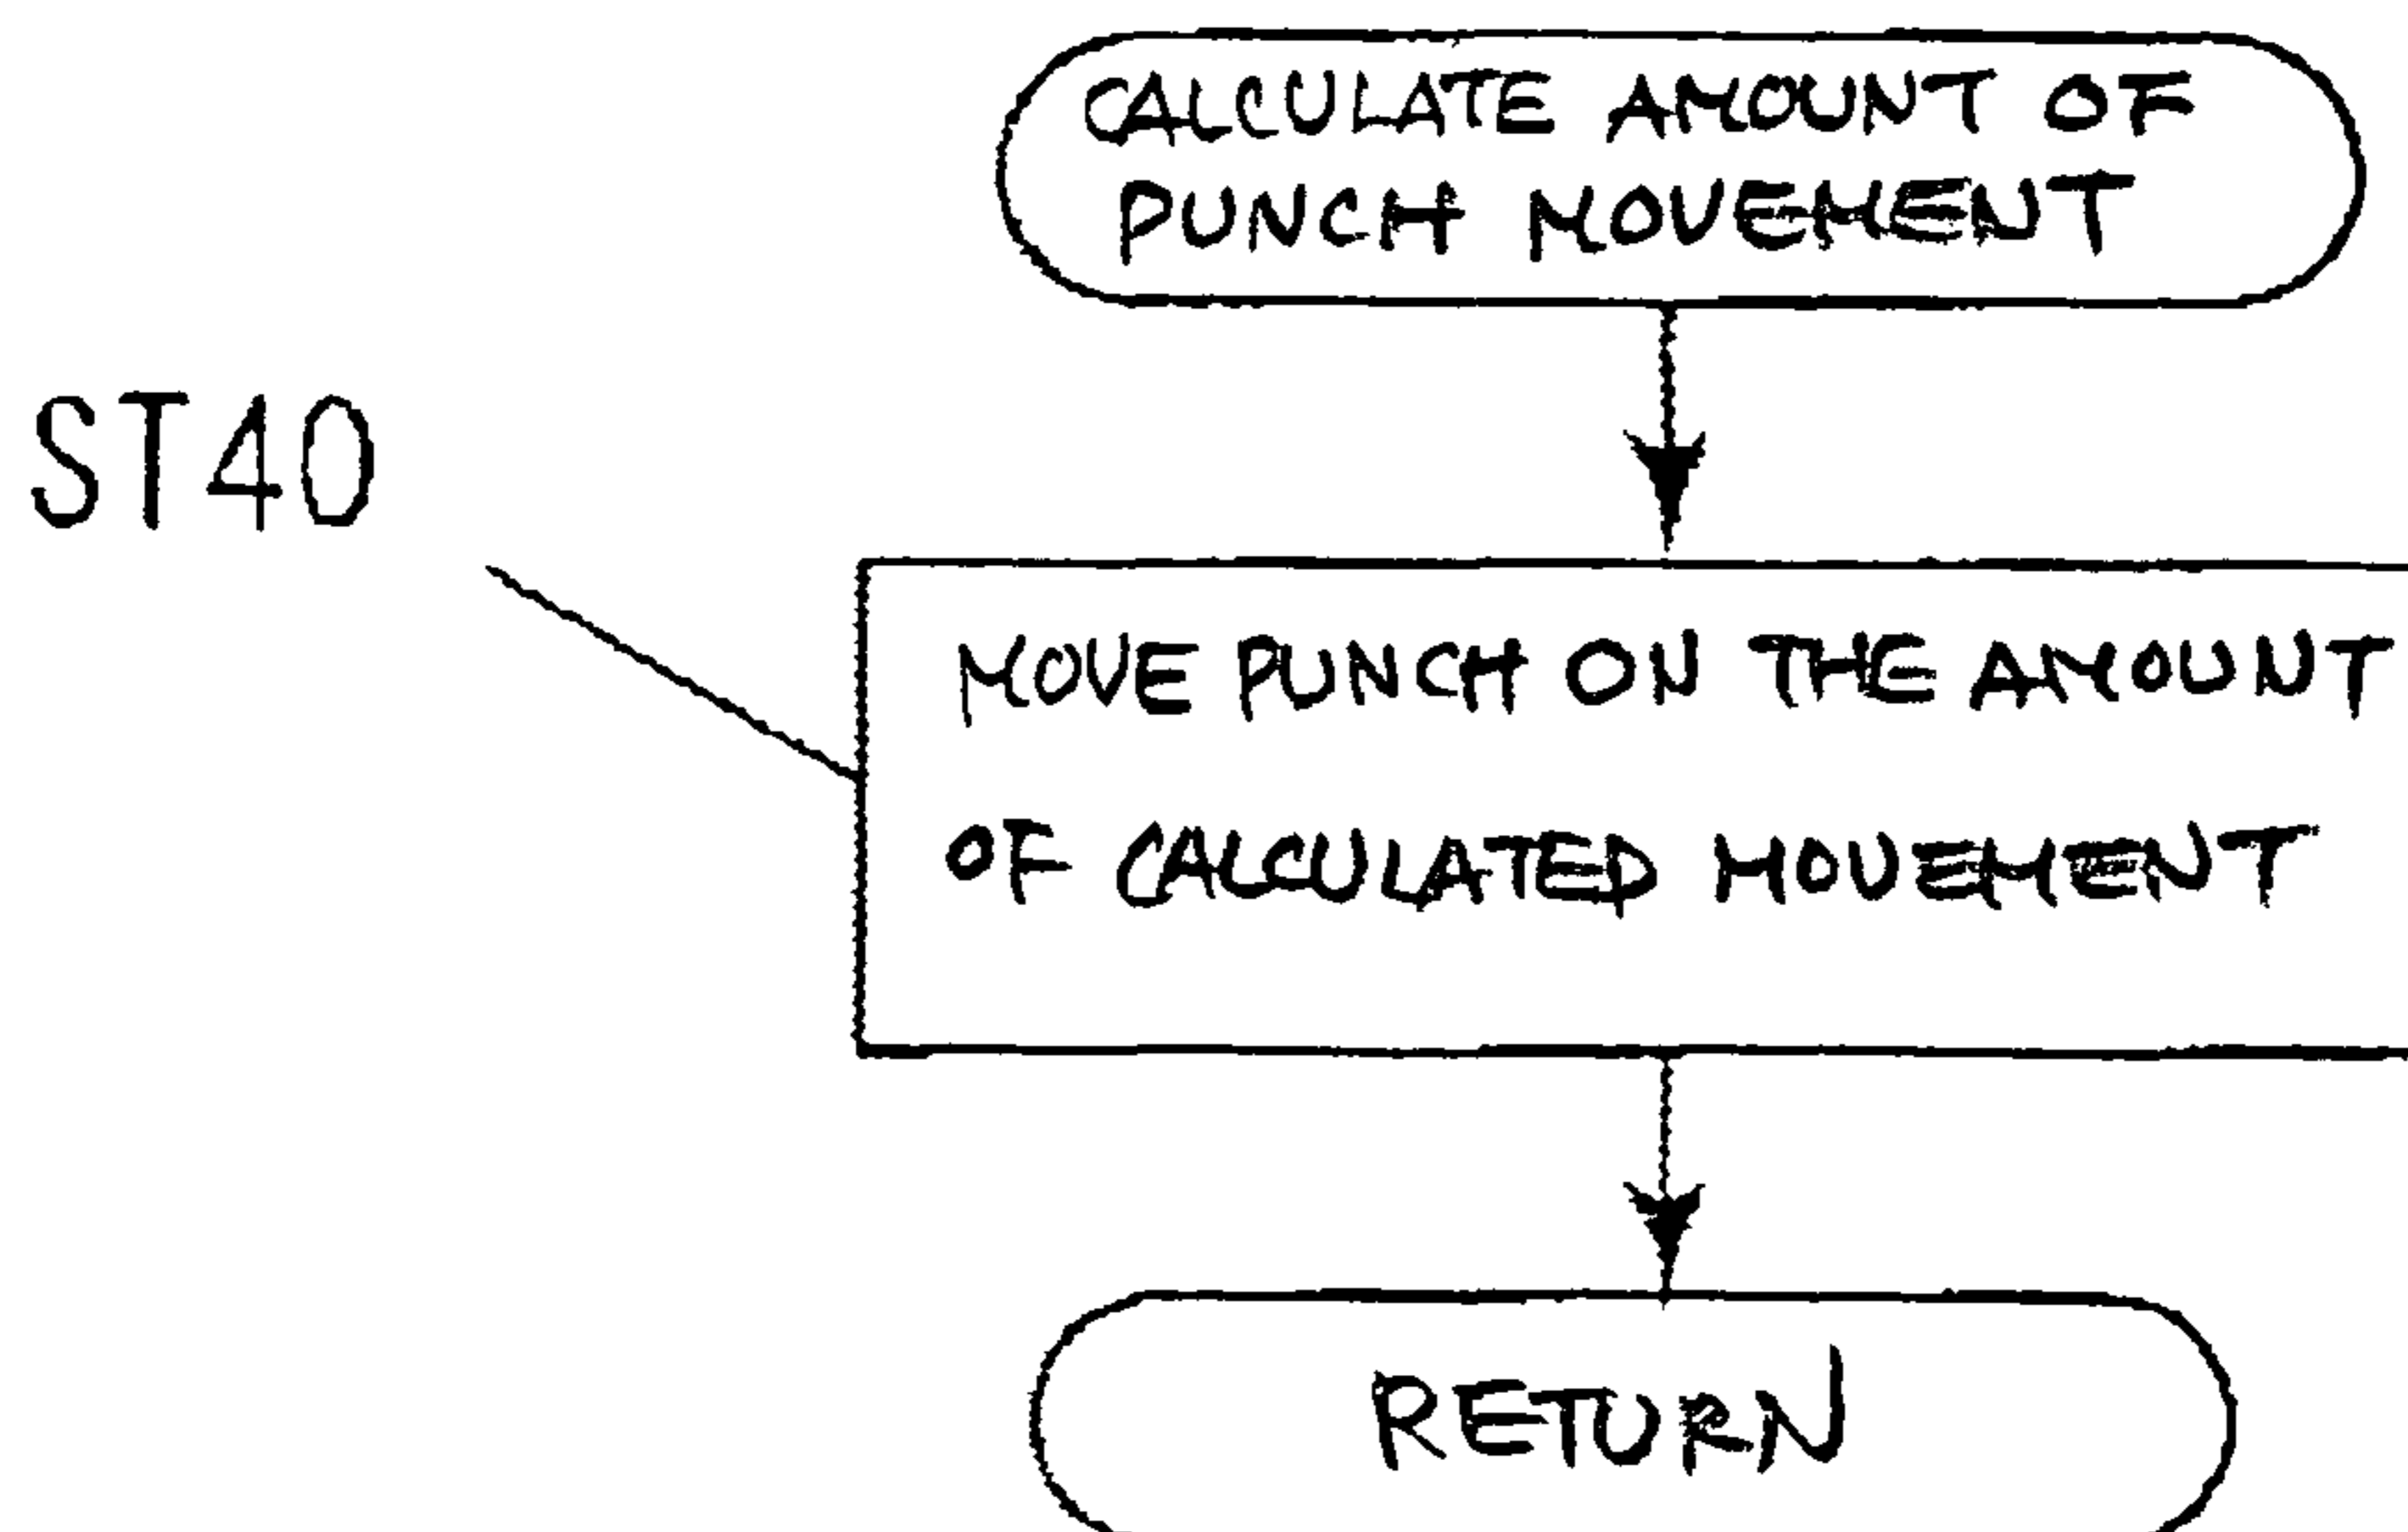 CALCULATE AMOUNT OF
PUNCH MOVEMENT
ST40
MOVE PUNCH ON THE AMOUNT
OF CALCULATED MOVEMENT
RETURN